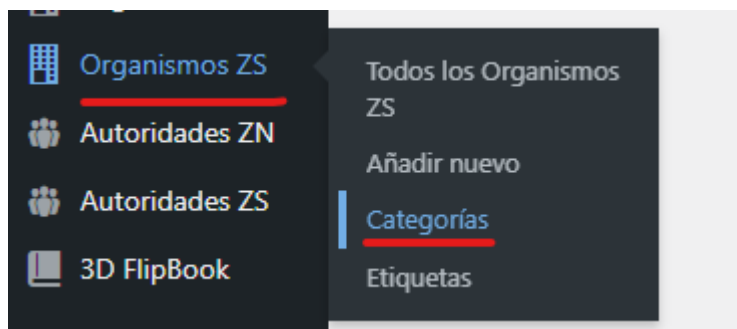 Organismos ZS
Autoridades ZN
Autoridades ZS
3D FlipBook
Todos los Organismos
ZS
Añadir nuevo
Categorías
Etiquetas